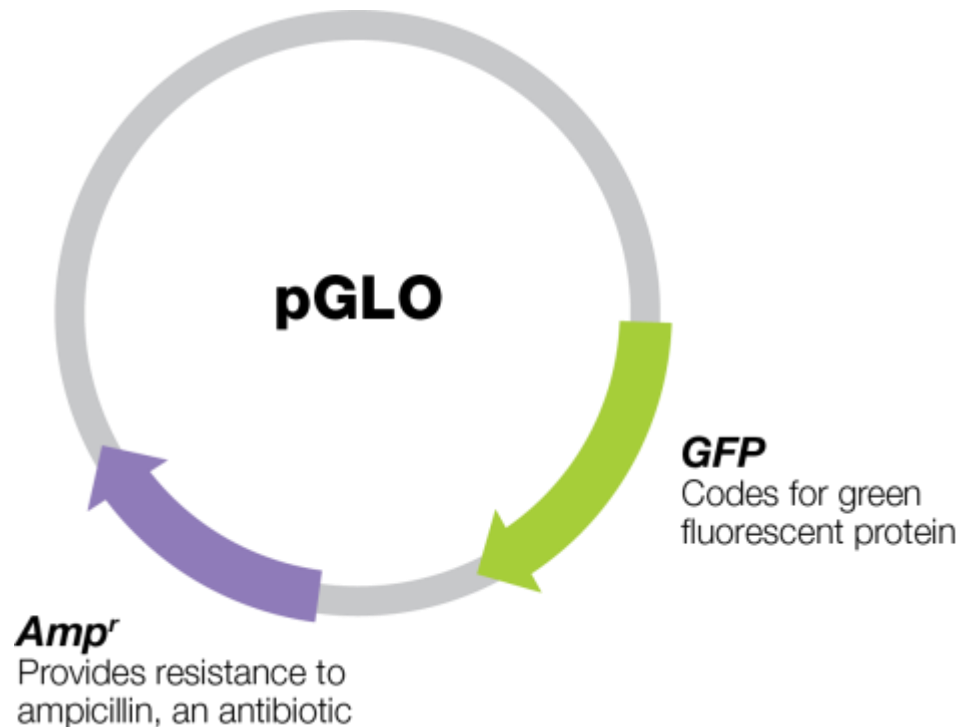 pGLO
GFP
Codes for green
fluorescent protein
Ampʳ
Provides resistance to
ampicillin, an antibiotic